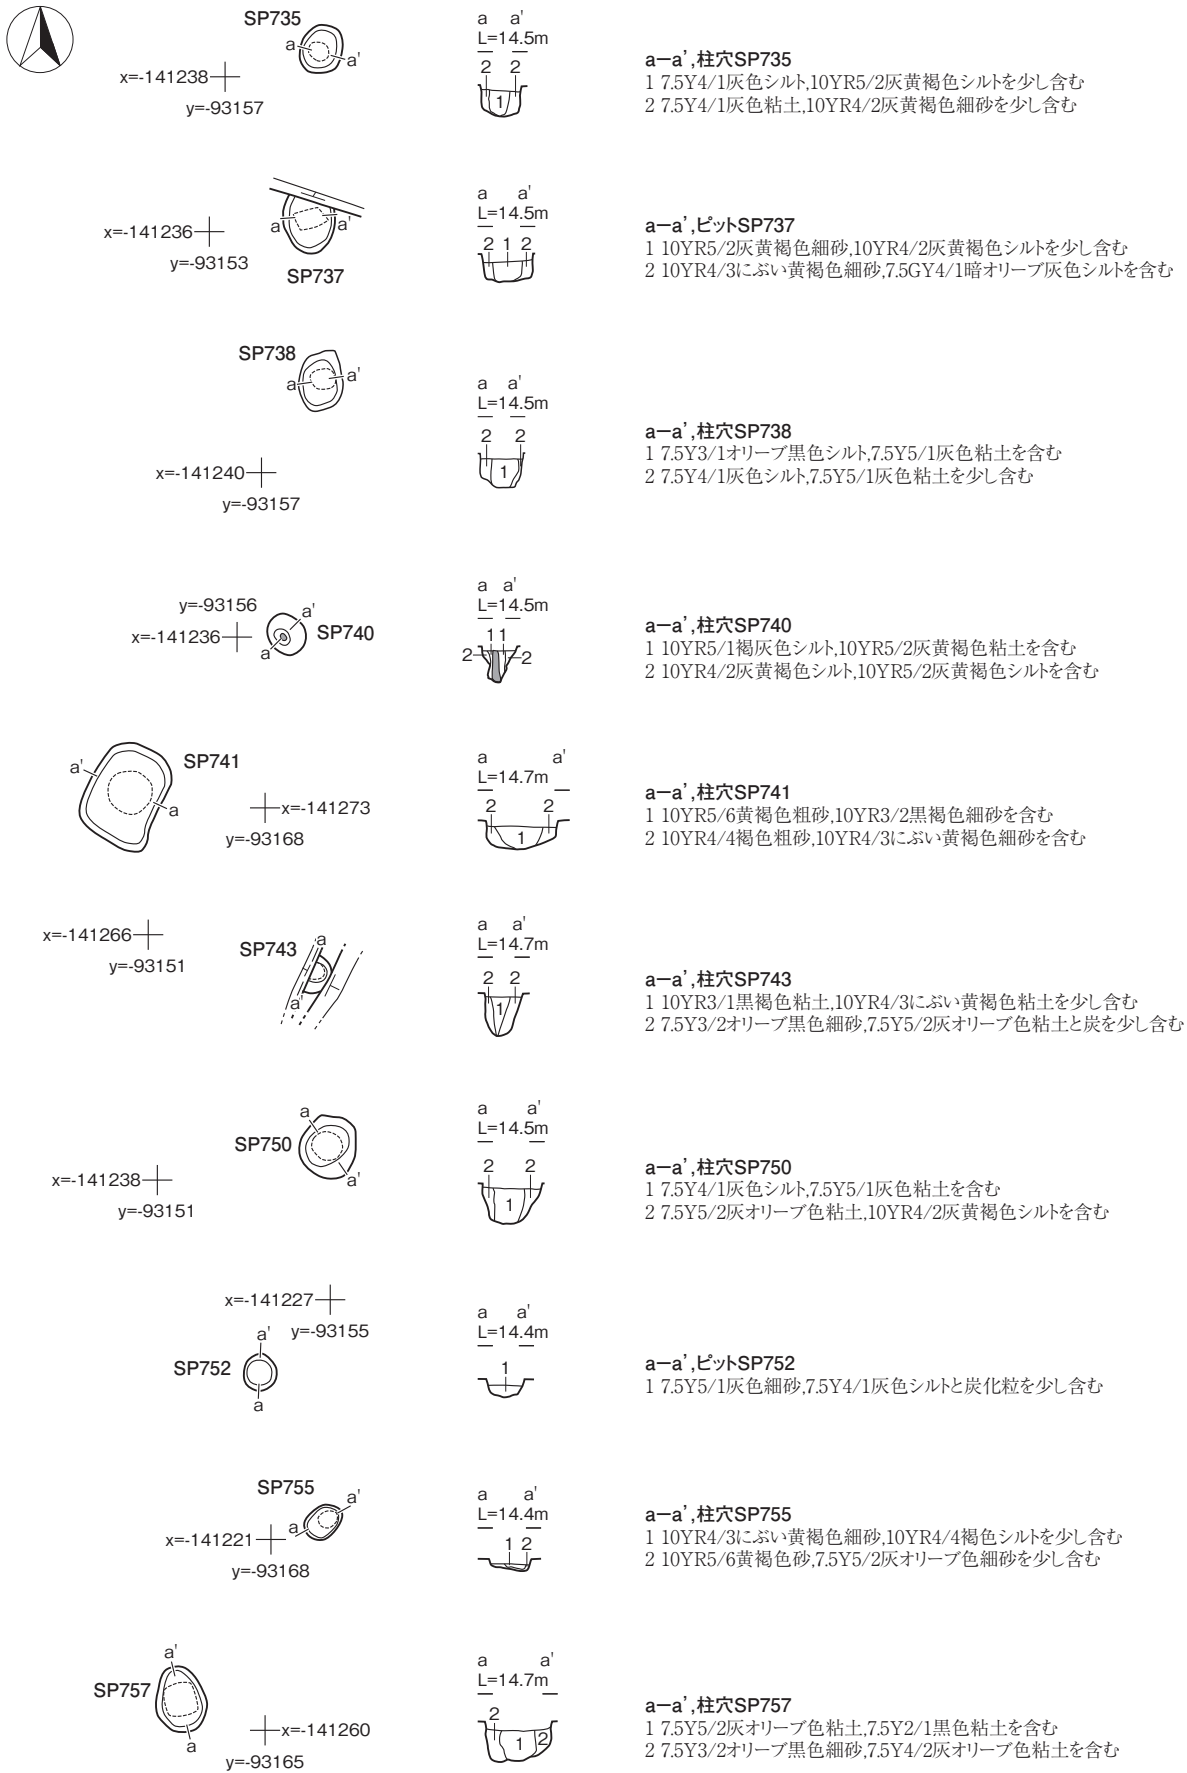 SP735
a
a'
x=-141238
y=-93157
a a'
L=14.5m
2 2
1
a－a',柱穴SP735
1 7.5Y4/1灰色シルト,10YR5/2灰黄褐色シルトを少し含む
2 7.5Y4/1灰色粘土,10YR4/2灰黄褐色細砂を少し含む
x=-141236
y=-93153
a
a'
SP737
a a'
L=14.5m
2 1 2
a－a',ピットSP737
1 10YR5/2灰黄褐色細砂,10YR4/2灰黄褐色シルトを少し含む
2 10YR4/3にぶい黄褐色細砂,7.5GY4/1暗オリーブ灰色シルトを含む
SP738
a
a'
x=-141240
y=-93157
a a'
L=14.5m
2 2
1
a－a',柱穴SP738
1 7.5Y3/1オリーブ黒色シルト,7.5Y5/1灰色粘土を含む
2 7.5Y4/1灰色シルト,7.5Y5/1灰色粘土を少し含む
y=-93156
x=-141236
a'
a
SP740
a a'
L=14.5m
1 1
2 2
a－a',柱穴SP740
1 10YR5/1褐灰色シルト,10YR5/2灰黄褐色粘土を含む
2 10YR4/2灰黄褐色シルト,10YR5/2灰黄褐色シルトを含む
SP741
a'
a
x=-141273
y=-93168
a a'
L=14.7m
2 2
1
a－a',柱穴SP741
1 10YR5/6黄褐色粗砂,10YR3/2黒褐色細砂を含む
2 10YR4/4褐色粗砂,10YR4/3にぶい黄褐色細砂を含む
x=-141266
y=-93151
SP743
a
a'
a a'
L=14.7m
2 2
1
a－a',柱穴SP743
1 10YR3/1黒褐色粘土,10YR4/3にぶい黄褐色粘土を少し含む
2 7.5Y3/2オリーブ黒色細砂,7.5Y5/2灰オリーブ色粘土と炭を少し含む
a
SP750
a'
x=-141238
y=-93151
a a'
L=14.5m
2 2
1
a－a',柱穴SP750
1 7.5Y4/1灰色シルト,7.5Y5/1灰色粘土を含む
2 7.5Y5/2灰オリーブ色粘土,10YR4/2灰黄褐色シルトを含む
x=-141227
y=-93155
a'
SP752
a
a a'
L=14.4m
1
a－a',ピットSP752
1 7.5Y5/1灰色細砂,7.5Y4/1灰色シルトと炭化粒を少し含む
SP755
a'
a
x=-141221
y=-93168
a a'
L=14.4m
1 2
a－a',柱穴SP755
1 10YR4/3にぶい黄褐色細砂,10YR4/4褐色シルトを少し含む
2 10YR5/6黄褐色砂,7.5Y5/2灰オリーブ色細砂を少し含む
a'
SP757
a
x=-141260
y=-93165
a a'
L=14.7m
2
1 2
a－a',柱穴SP757
1 7.5Y5/2灰オリーブ色粘土,7.5Y2/1黒色粘土を含む
2 7.5Y3/2オリーブ黒色細砂,7.5Y4/2灰オリーブ色粘土を含む